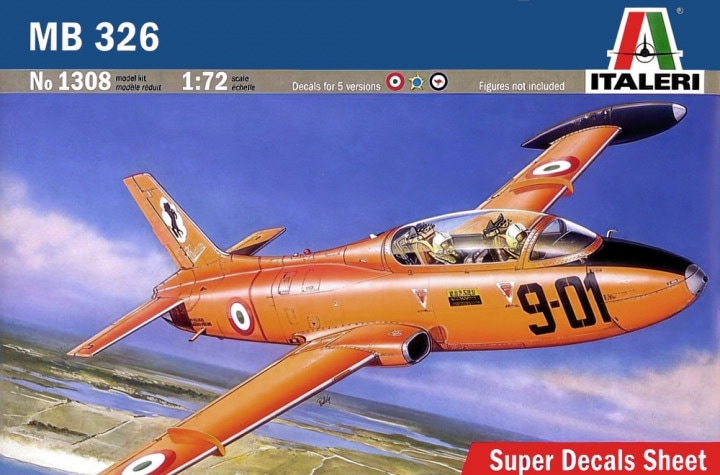 MB 326
ITALERI
No 1308 model kit
modèle réduit
1:72 scale
échelle
Decals for 5 versions
Figures not included
9-01
Super Decals Sheet